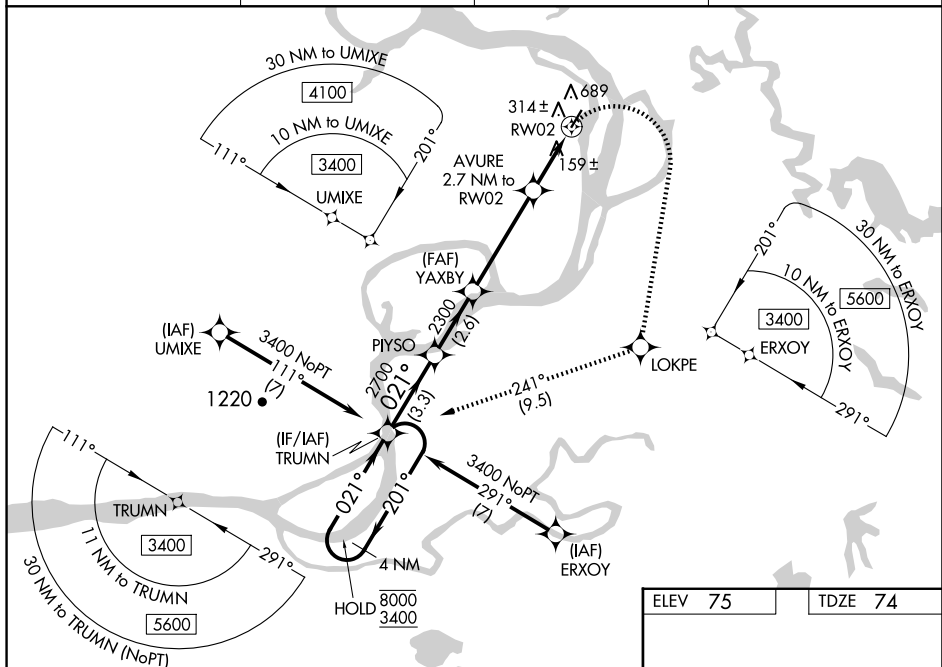 30 NM to UMIXE
4100
10 NM to UMIXE
111°
201°
3400
UMIXE
689
314 ±
RW02
159 ±
AVURE
2.7 NM to
RW02
(FAF)
YAXBY
2300
(2.6)
PIYSO
2700
021°
(3.3)
(IAF)
UMIXE
3400 NoPT
111°
(7)
1220
(IF/IAF)
TRUMN
LOKPE
241°
(9.5)
30 NM to ERXOY
201°
10 NM to ERXOY
5600
3400
ERXOY
291°
3400 NoPT
291°
(7)
(IAF)
ERXOY
021°
201°
4 NM
HOLD 8000
3400
111°
TRUMN
3400
291°
11 NM to TRUMN
5600
30 NM to TRUMN (NoPT)
ELEV 75
TDZE 74